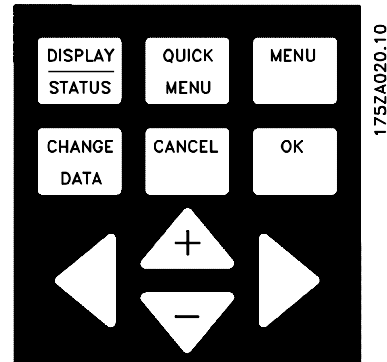 DISPLAY
STATUS
QUICK
MENU
MENU
CHANGE
DATA
CANCEL
OK
+
−
175ZA020.10